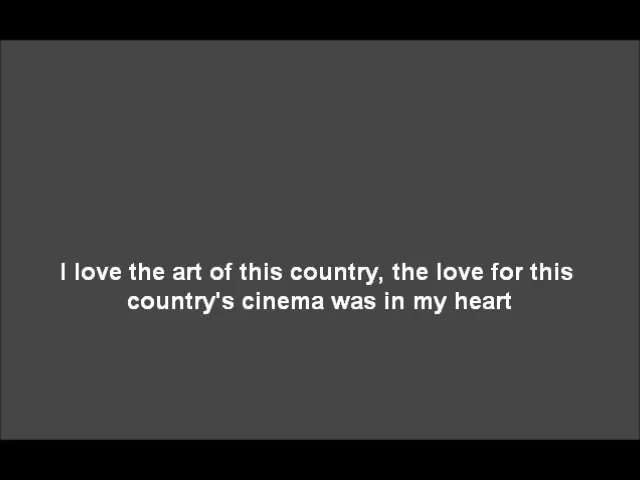 I love the art of this country, the love for this
country's cinema was in my heart